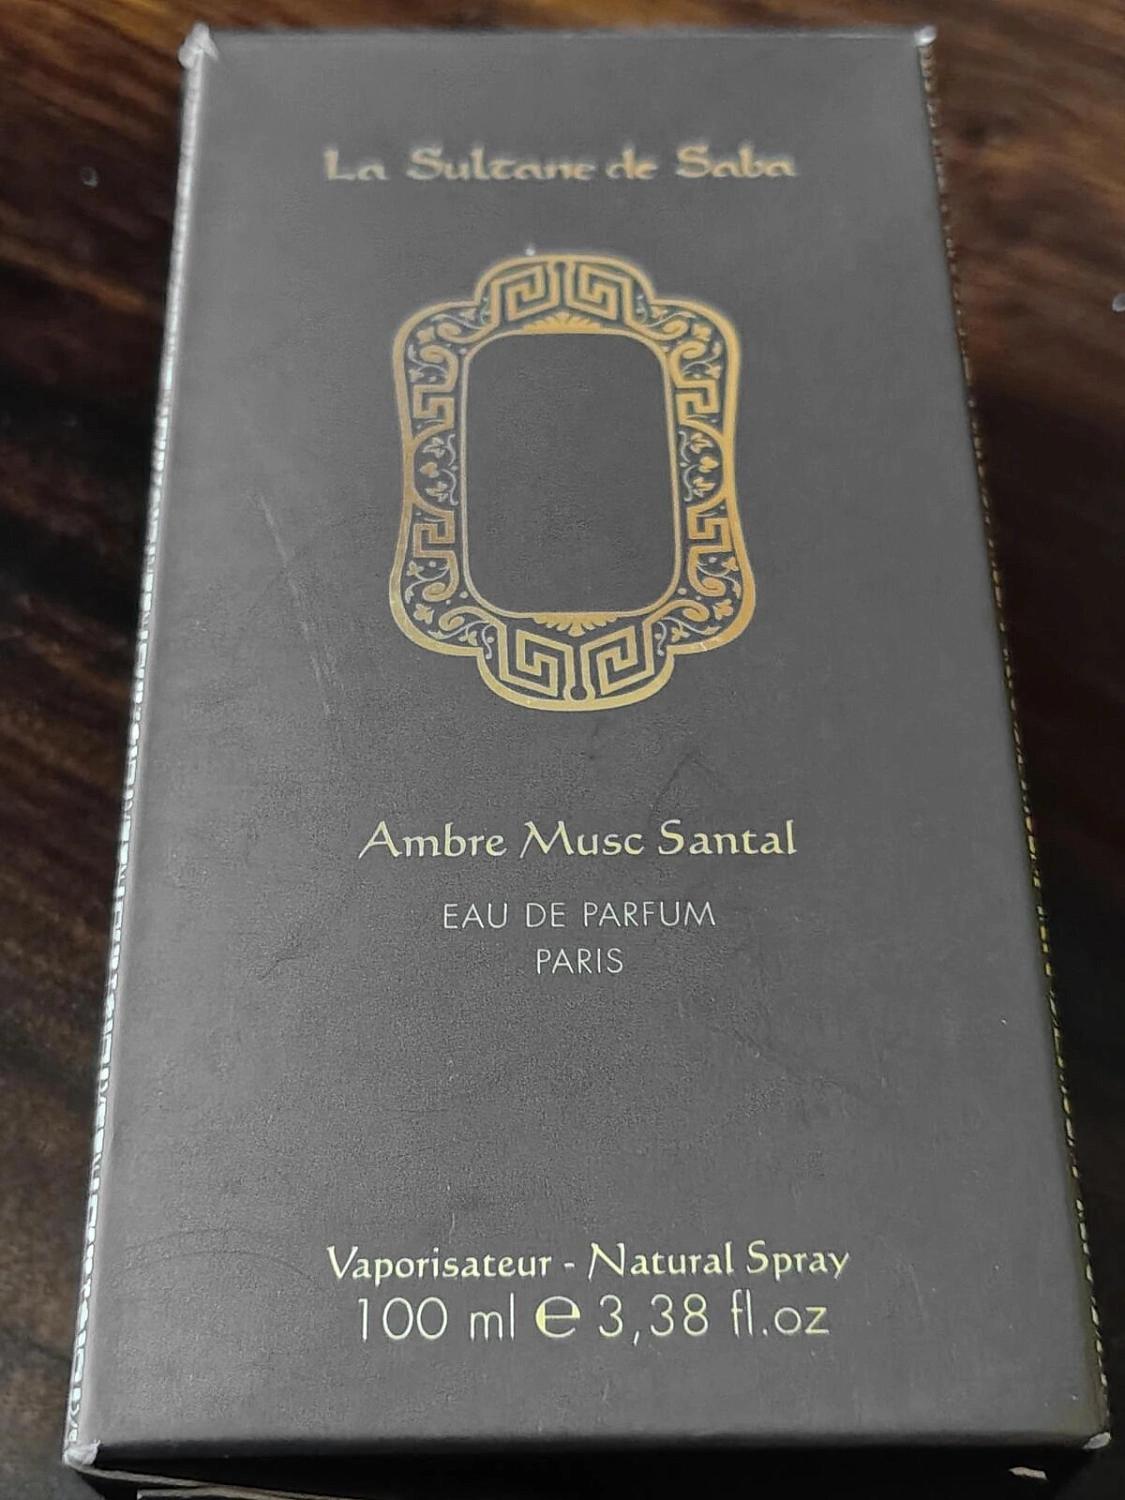 La Sultane de Saba
Ambre Musc Santal
EAU DE PARFUM
PARIS
Vaporisateur - Natural Spray
100 ml ℮ 3,38 fl.oz